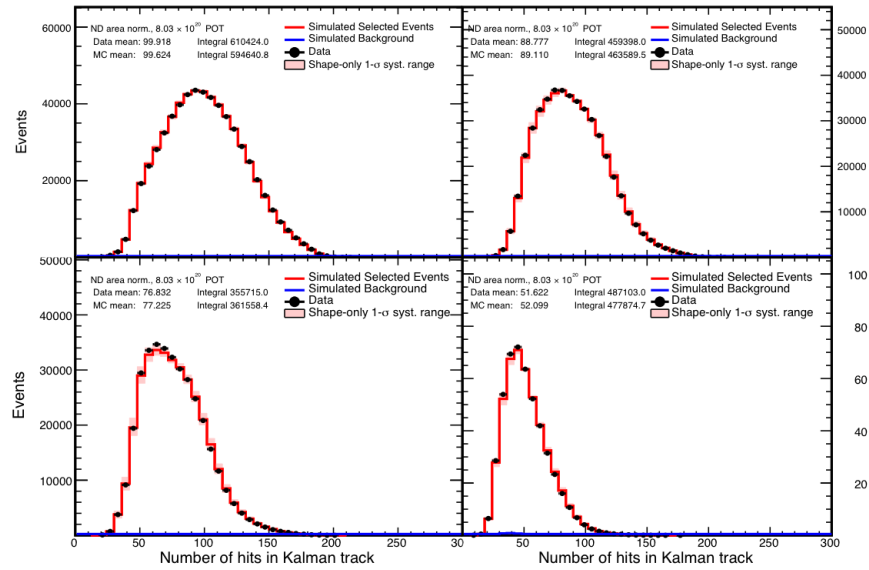 ND area norm., 8.03 × 10²⁰ POT
Data mean: 99.918 Integral 610424.0
MC mean: 99.624 Integral 594640.8
Simulated Selected Events
Simulated Background
Data
Shape-only 1-σ syst. range
60000
40000
20000
Events
ND area norm., 8.03 × 10²⁰ POT
Data mean: 88.777 Integral 459398.0
MC mean: 89.110 Integral 463589.5
Simulated Selected Events
Simulated Background
Data
Shape-only 1-σ syst. range
50000
40000
30000
20000
10000
ND area norm., 8.03 × 10²⁰ POT
Data mean: 76.832 Integral 355715.0
MC mean: 77.225 Integral 361558.4
Simulated Selected Events
Simulated Background
Data
Shape-only 1-σ syst. range
50000
40000
30000
20000
10000
Events
0 50 100 150 200 250 30
Number of hits in Kalman track
ND area norm., 8.03 × 10²⁰ POT
Data mean: 51.622 Integral 487103.0
MC mean: 52.099 Integral 477874.7
Simulated Selected Events
Simulated Background
Data
Shape-only 1-σ syst. range
100
80
60
40
20
0 50 100 150 200 250 300
Number of hits in Kalman track